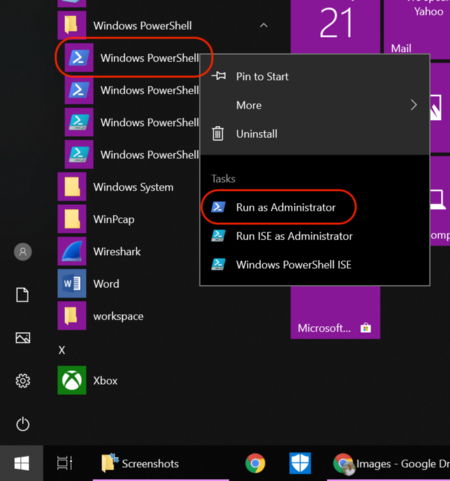 Windows PowerShell
Windows PowerShell
Windows PowerShell
Windows PowerShell
Windows PowerShell
Windows System
WinPcap
Wireshark
Word
workspace
X
Xbox
Pin to Start
More
Uninstall
Tasks
Run as Administrator
Run ISE as Administrator
Windows PowerShell ISE
21
Yahoo
Mail
Microsoft...
Screenshots
Images - Google Dr